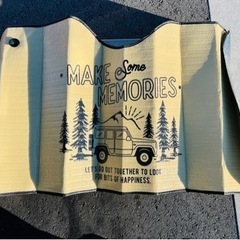 MAKE Some
MEMORIES
LET'S GO OUT TOGETHER TO LOOK
FOR BITS OF HAPPINESS.